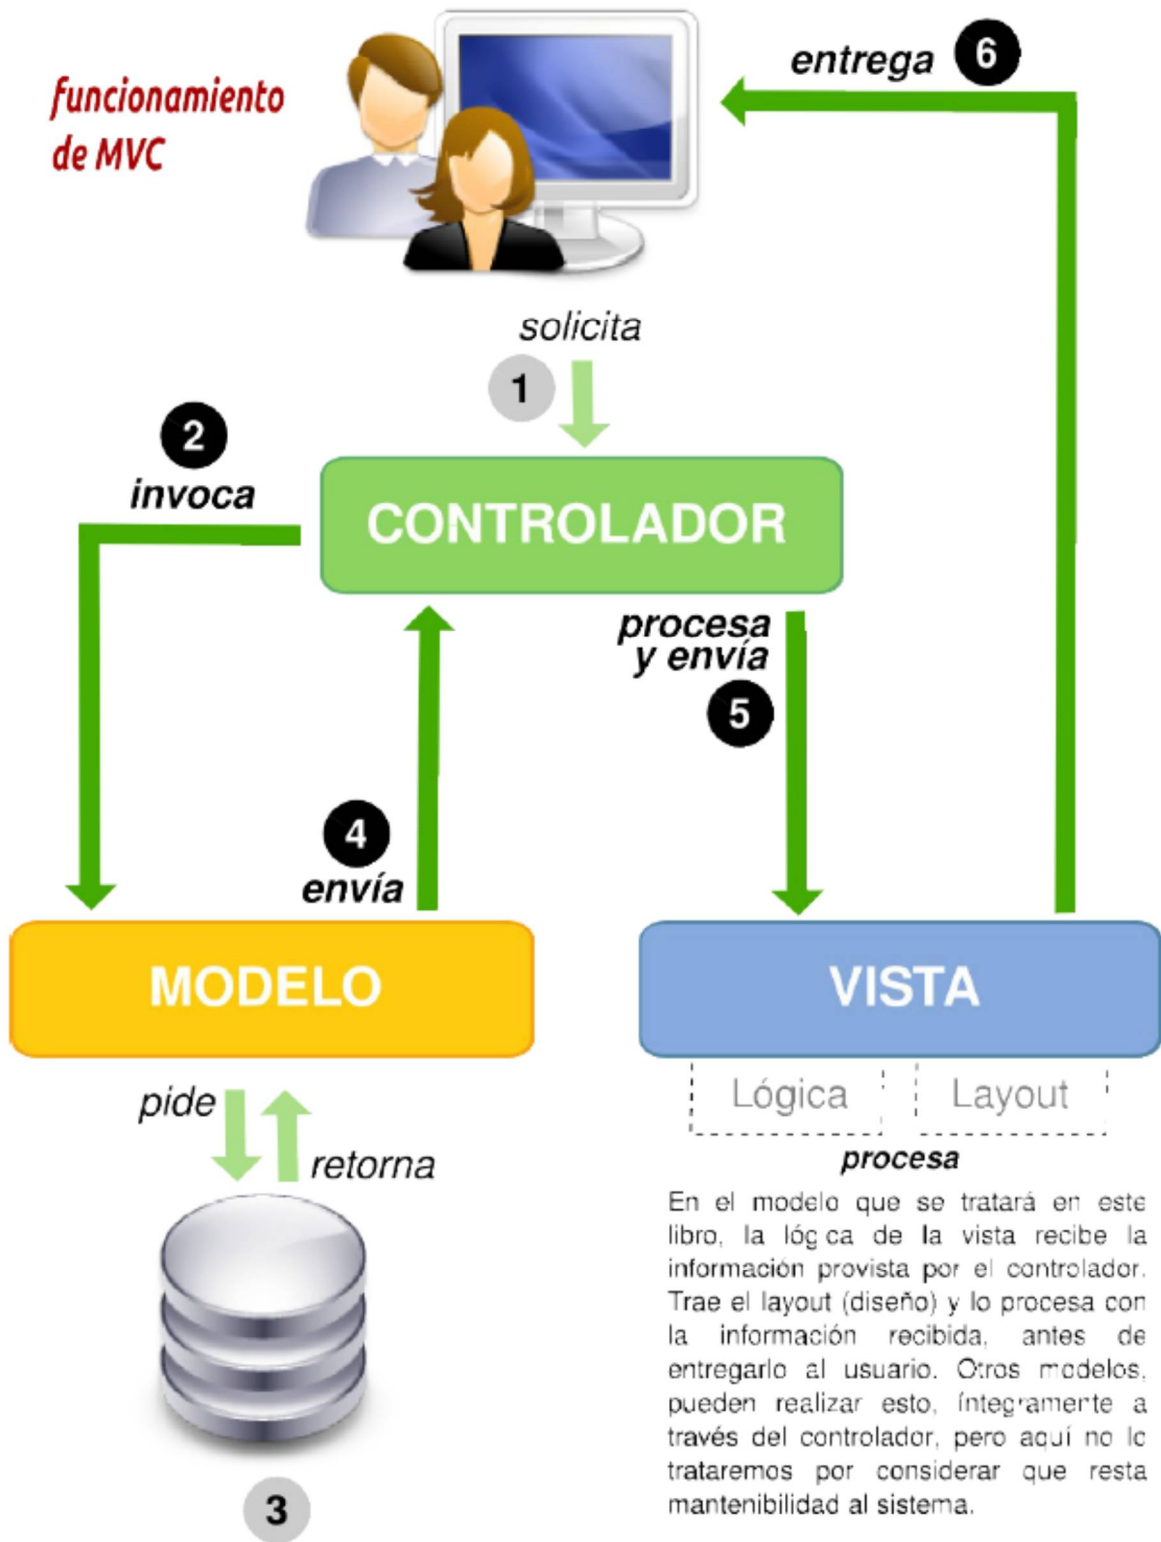 funcionamiento
de MVC
entrega 6
solicita
1
2
invoca
CONTROLADOR
procesa
y envía
5
4
envía
MODELO
VISTA
pide
retorna
3
Lógica
Layout
procesa
En el modelo que se tratará en este
libro, la lógica de la vista recibe la
información provista por el controlador.
Trae el layout (diseño) y lo procesa con
la información recibida, antes de
entregarlo al usuario. Otros modelos,
pueden realizar esto, íntegramente a
través del controlador, pero aquí no lo
trataremos por considerar que resta
mantenibilidad al sistema.